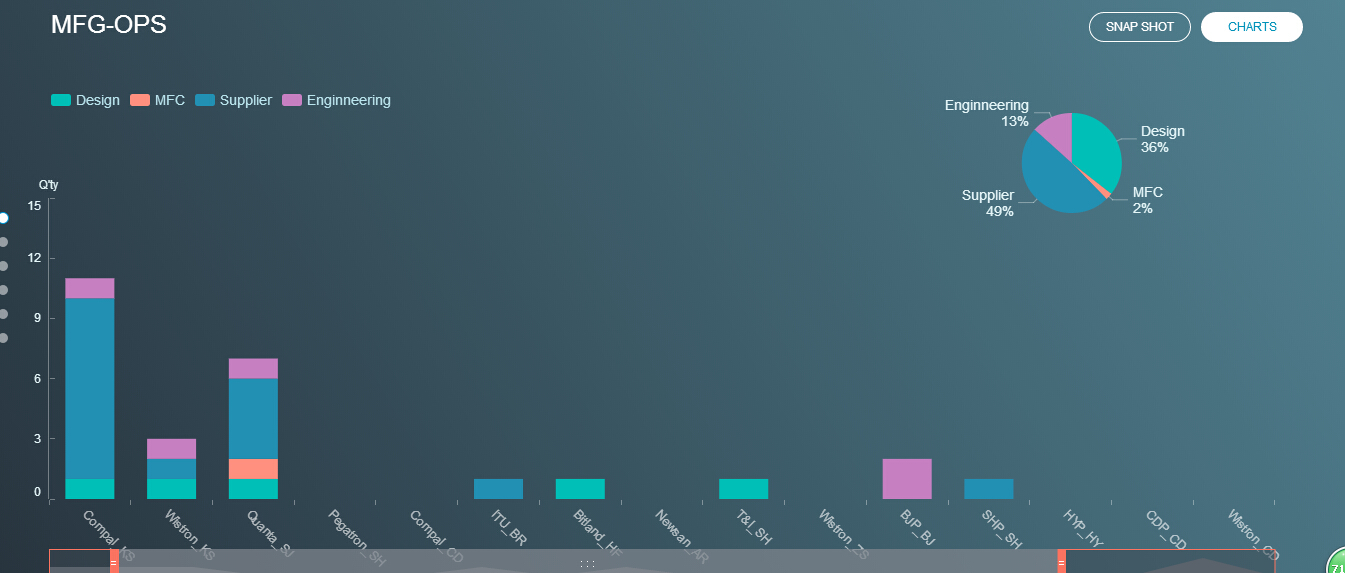 MFG-OPS
SNAP SHOT
CHARTS
Design
MFC
Supplier
Enginneering
Enginneering
13%
Design
36%
Supplier
49%
MFC
2%
Q'ty
15
12
9
6
3
0
Compal_KS
Wistron_KS
Quanta_SJ
Pegatron_SH
Compal_CD
ITU_BR
Bitland_HF
Newsan_AR
T&I_SH
Wistron_ZS
BJP_BJ
SHP_SH
HYP_HY
CDP_CD
Wistron_CD
71